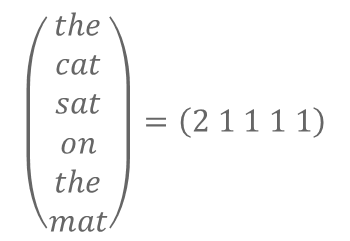 the
cat
sat
on
the
mat
= (2 1 1 1 1)